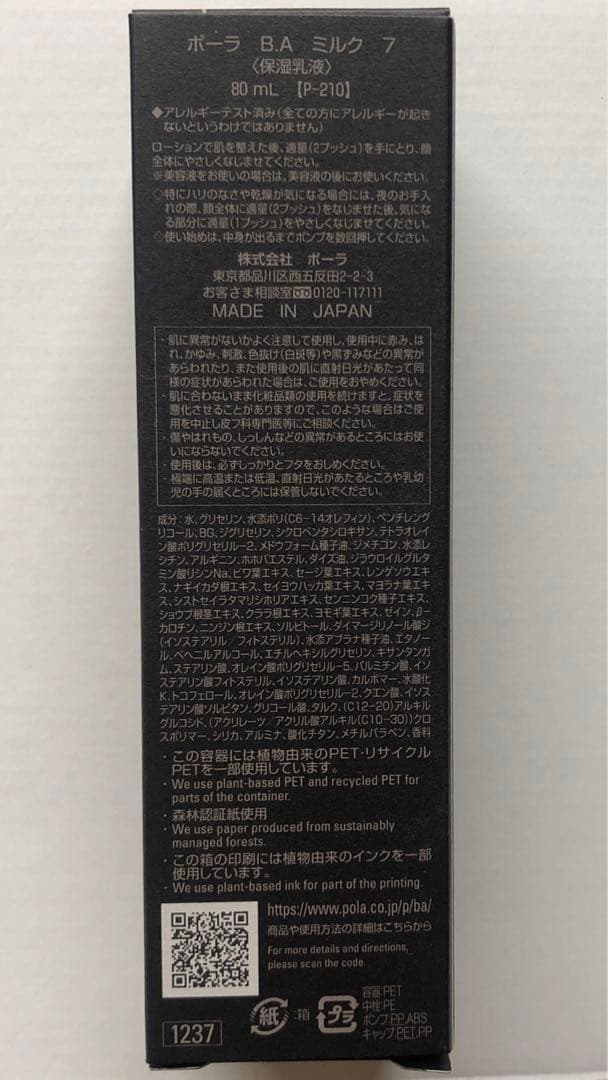 ポーラ B.A ミルク 7
〈保湿乳液〉
80 mL 【P-210】
◆アレルギーテスト済み(全ての方にアレルギーが起き
ないというわけではありません)
ローションで肌を整えた後、適量(2プッシュ)を手にとり、顔
全体にやさしくなじませてください。
※美容液をお使いの場合は、美容液の後にお使いください。
◇特にハリのなさや乾燥が気になる場合には、夜のお手入
れの際、顔全体に適量(2プッシュ)をなじませた後、気にな
る部分に適量(1プッシュ)をやさしくなじませてください。
◇使い始めは、中身が出るまでポンプを数回押してください。
株式会社 ポーラ
東京都品川区西五反田2-2-3
お客さま相談室 0120-117111
MADE IN JAPAN
・肌に異常がないかよく注意して使用し、使用中に赤み、は
れ、かゆみ、刺激、色抜け(白斑等)や黒ずみなどの異常が
あらわれたり、また使用後の肌に直射日光があたって同
様の症状があらわれた場合は、ご使用をおやめください。
・肌に合わないまま化粧品類の使用を続けますと、症状を
悪化させることがありますので、このような場合はご使
用を中止し皮フ科専門医等にご相談ください。
・傷やはれもの、しっしんなどの異常があるところにはお使
いにならないでください。
・使用後は、必ずしっかりとフタをおしめください。
・極端に高温または低温、直射日光があたるところや乳幼
児の手の届くところには保管しないでください。
成分:水、グリセリン、水添ポリ(C6-14オレフィン)、ペンチレング
リコール、BG、ジグリセリン、シクロペンタシロキサン、テトラオレイ
ン酸ポリグリセリル-2、メドウフォーム種子油、ジメチコン、水添レ
シチン、アルギニン、ホホバエステル、ダイズ油、ジラウロイルグルタ
ミン酸リシンNa、ビワ葉エキス、セージ葉エキス、レンゲソウエキ
ス、ナギイカダ根エキス、セイヨウハッカ葉エキス、マヨラナ葉エキ
ス、シストセイラタマリシホリアエキス、センニンコク種子エキス、
ショウブ根茎エキス、クララ根エキス、ヨモギ葉エキス、ゼイン、β-
カロチン、ニンジン根エキス、ソルビトール、ダイマージリノール酸ジ
(イソステアリル/フィトステリル)、水添アブラナ種子油、エタノー
ル、ベヘニルアルコール、エチルヘキシルグリセリン、キサンタンガ
ム、ステアリン酸、オレイン酸ポリグリセリル-5、パルミチン酸、イソ
ステアリン酸フィトステリル、イソステアリン酸、カルボマー、水酸化
K、トコフェロール、オレイン酸ポリグリセリル-2、クエン酸、イソス
テアリン酸ソルビタン、グリコール酸、タルク、(C12-20)アルキル
グルコシド、(アクリレーツ/アクリル酸アルキル(C10-30))クロ
スポリマー、シリカ、アルミナ、酸化チタン、メチルパラベン、香料
・この容器には植物由来のPET・リサイクル
PETを一部使用しています。
・We use plant-based PET and recycled PET for
parts of the container.
・森林認証紙使用
・We use paper produced from sustainably
managed forests.
・この箱の印刷には植物由来のインクを一部
使用しています。
・We use plant-based ink for part of the printing.
https://www.pola.co.jp/p/ba/
商品や使用方法の詳細はこちらから
For more details and directions,
please scan the code.
1237
紙 :箱
プラ
容器:PET
中栓:PE
ポンプ:PP,ABS
キャップ:PET,PP